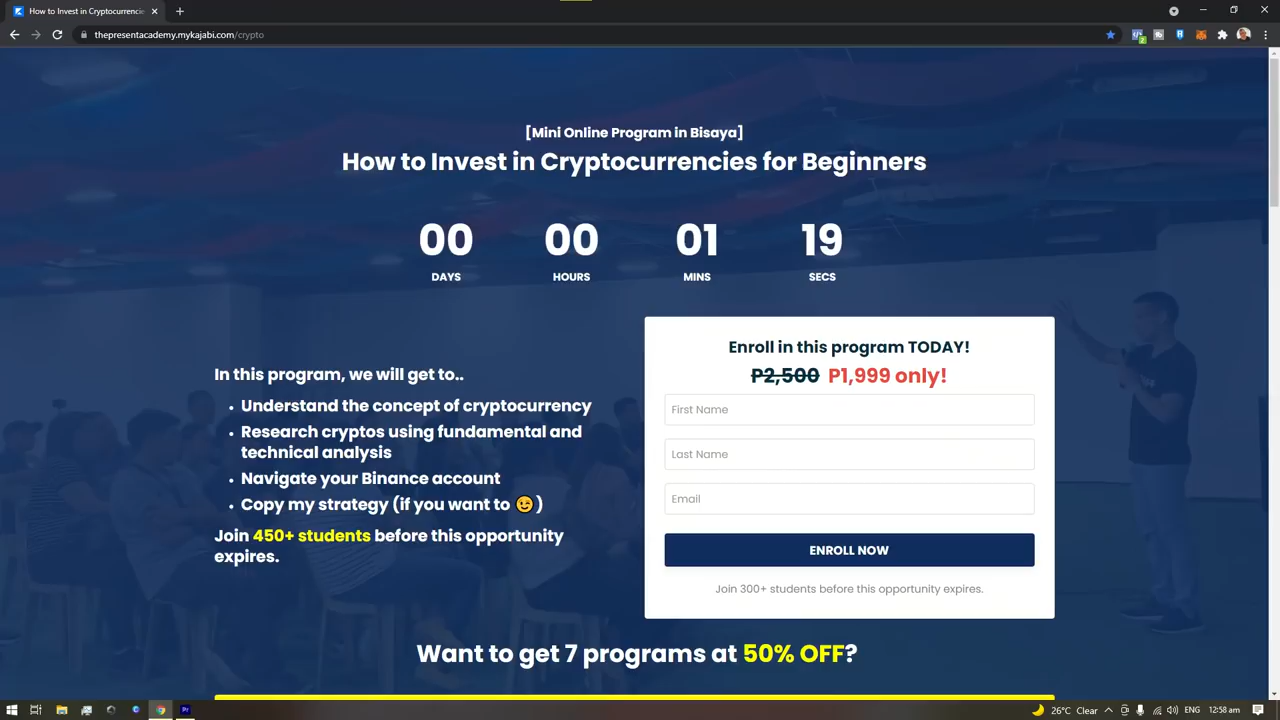 How to Invest in Cryptocurrencie
thepresentacademy.mykajabi.com/crypto
[Mini Online Program in Bisaya]
How to Invest in Cryptocurrencies for Beginners
00 00 01 19
DAYS HOURS MINS SECS
In this program, we will get to..
• Understand the concept of cryptocurrency
• Research cryptos using fundamental and
technical analysis
• Navigate your Binance account
• Copy my strategy (if you want to 😉)
Join 450+ students before this opportunity
expires.
Enroll in this program TODAY!
P2,500 P1,999 only!
First Name
Last Name
Email
ENROLL NOW
Join 300+ students before this opportunity expires.
Want to get 7 programs at 50% OFF?
26°C Clear
ENG
12:58 am